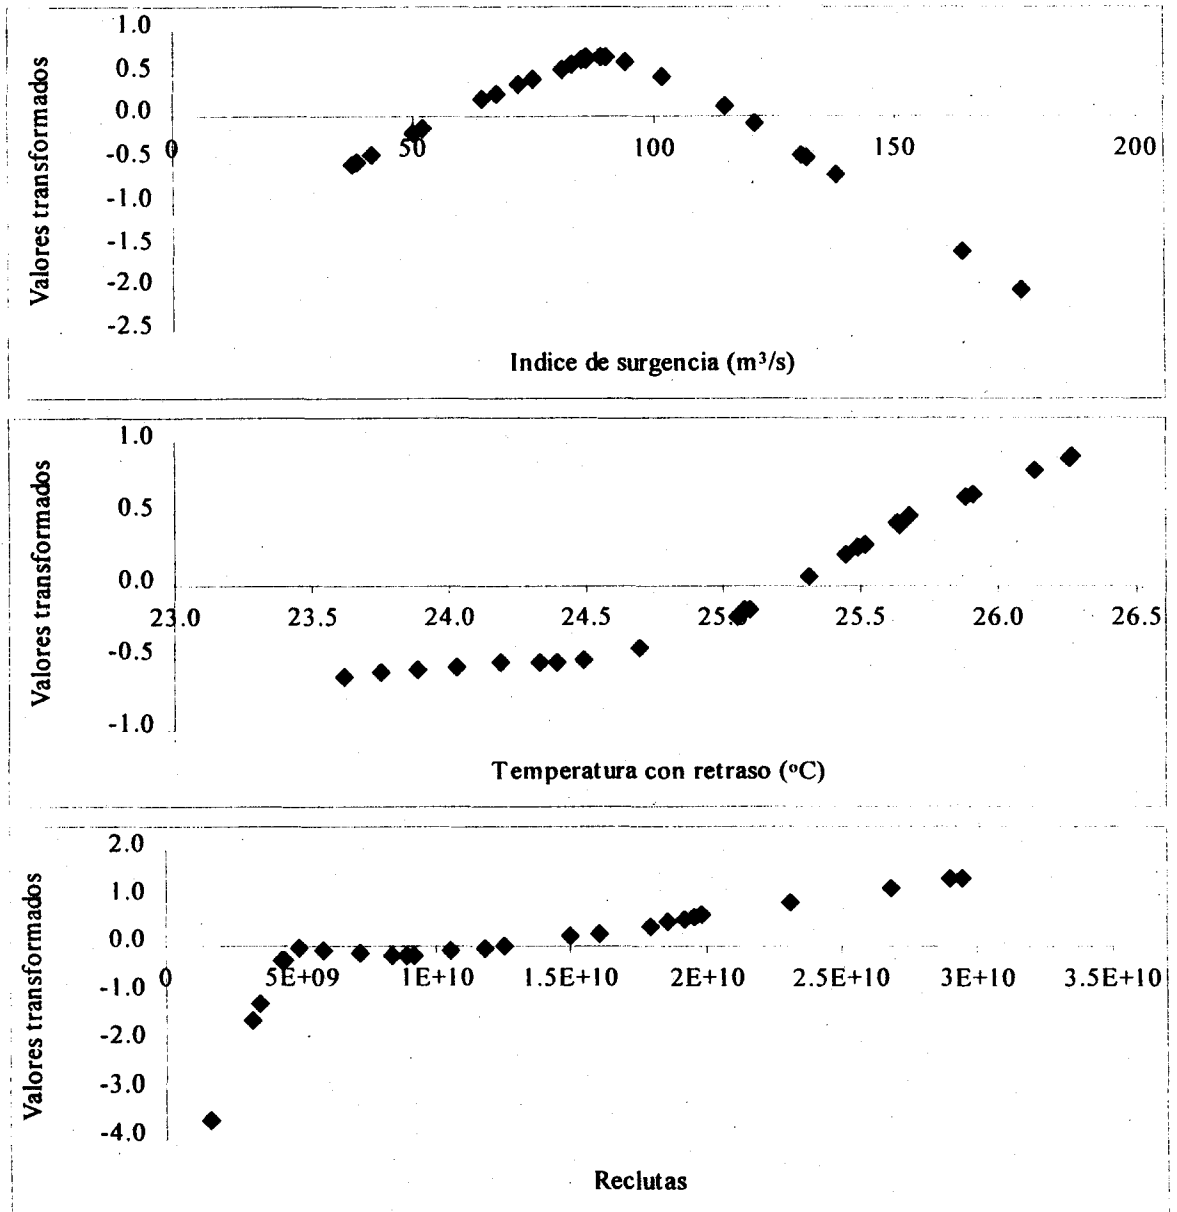 1.0
0.5
0.0
-0.5
-1.0
-1.5
-2.0
-2.5
0
50
100
150
200
Valores transformados
Indice de surgencia (m³/s)
1.0
0.5
0.0
-0.5
-1.0
23.0
23.5
24.0
24.5
25.0
25.5
26.0
26.5
Valores transformados
Temperatura con retraso (°C)
2.0
1.0
0.0
-1.0
-2.0
-3.0
-4.0
0
5E+09
1E+10
1.5E+10
2E+10
2.5E+10
3E+10
3.5E+10
Valores transformados
Reclutas